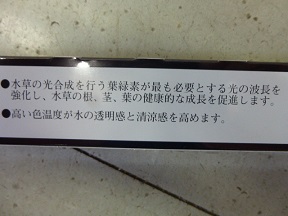 ●水草の光合成を行う葉緑素が最も必要とする光の波長を
強化し、水草の根、茎、葉の健康的な成長を促進します。
●高い色温度が水の透明感と清涼感を高めます。